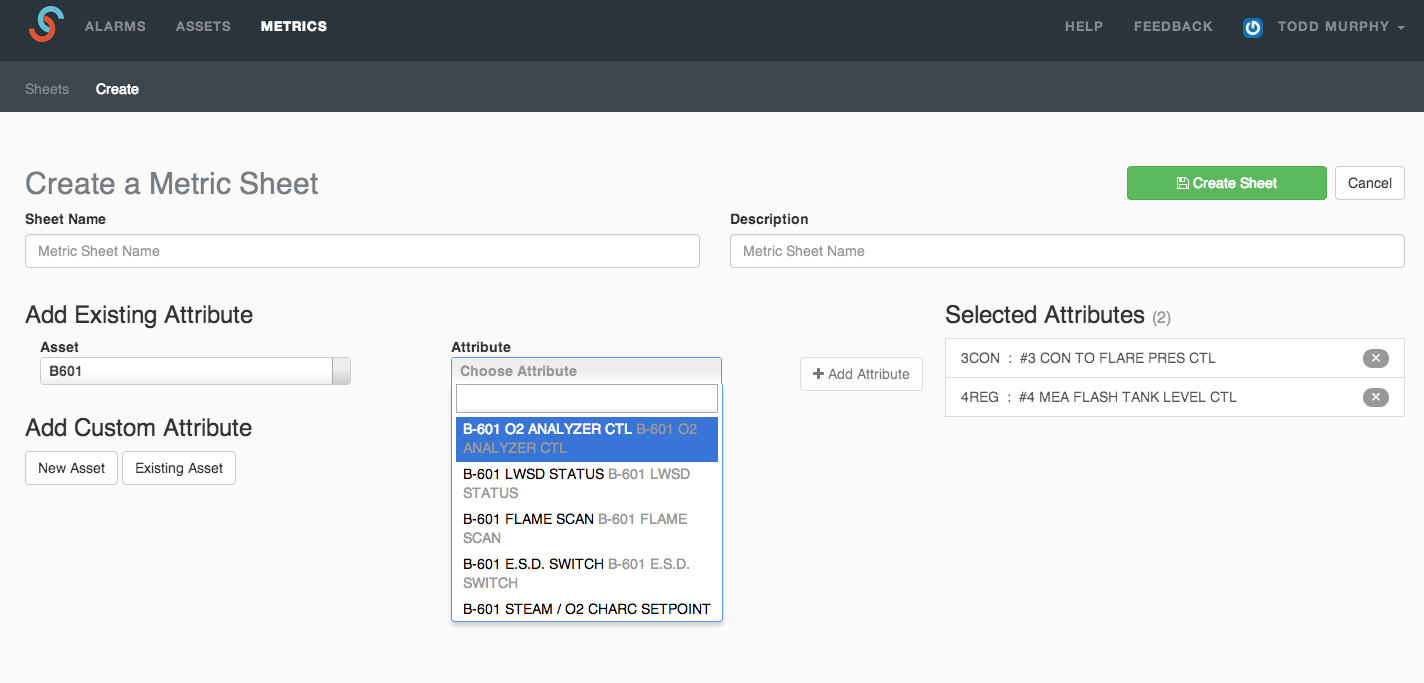 ALARMS ASSETS METRICS HELP FEEDBACK TODD MURPHY
Sheets Create
Create a Metric Sheet Create Sheet Cancel
Sheet Name Description
Metric Sheet Name Metric Sheet Name
Add Existing Attribute Selected Attributes (2)
Asset Attribute
B601 Choose Attribute + Add Attribute 3CON : #3 CON TO FLARE PRES CTL ×
4REG : #4 MEA FLASH TANK LEVEL CTL ×
Add Custom Attribute
New Asset Existing Asset
B-601 O2 ANALYZER CTL B-601 O2
ANALYZER CTL
B-601 LWSD STATUS B-601 LWSD
STATUS
B-601 FLAME SCAN B-601 FLAME
SCAN
B-601 E.S.D. SWITCH B-601 E.S.D.
SWITCH
B-601 STEAM / O2 CHARC SETPOINT